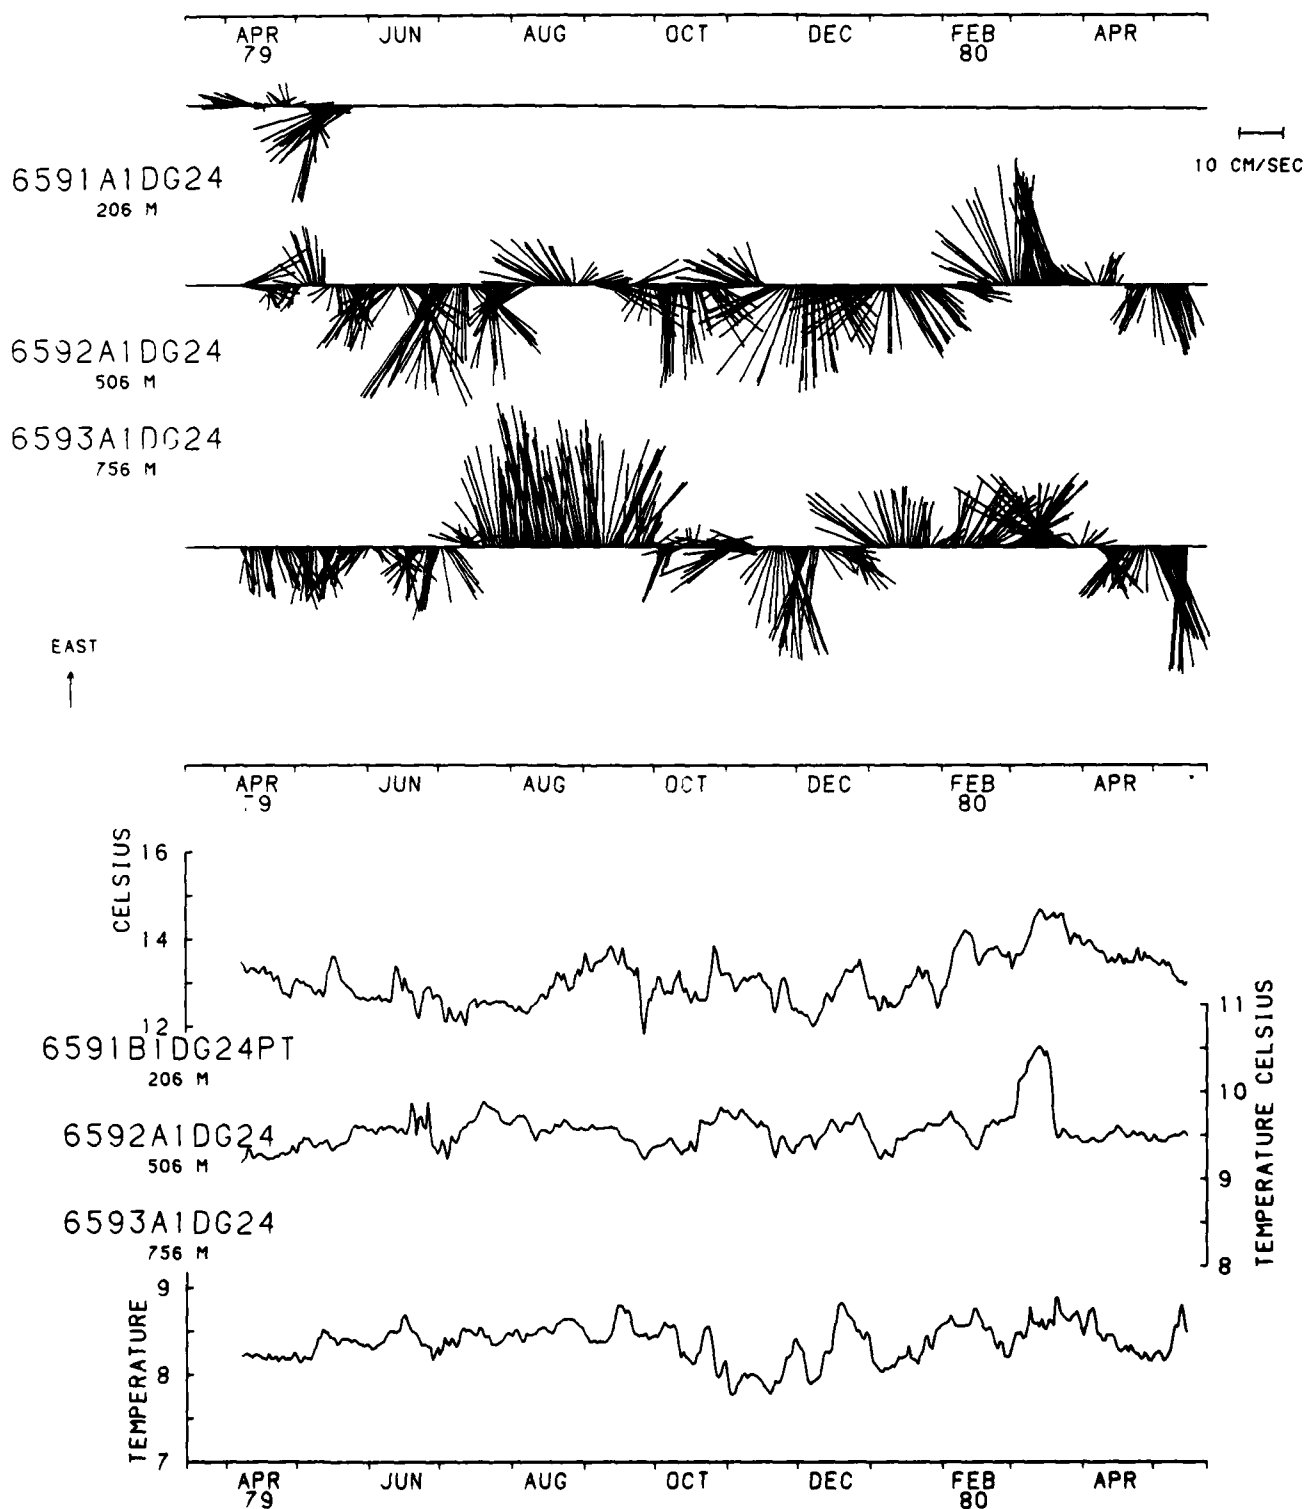 APR JUN AUG OCT DEC FEB APR
79 80
10 CM/SEC
6591A1DG24
206 M
6592A1DG24
506 M
6593A1DG24
756 M
EAST
APR JUN AUG OCT DEC FEB APR
79 80
CELSIUS
16
14
12
6591B1DG24PT
206 M
6592A1DG24
506 M
6593A1DG24
756 M
11
10
9
8
TEMPERATURE CELSIUS
TEMPERATURE
9
8
7
APR JUN AUG OCT DEC FEB APR
79 80